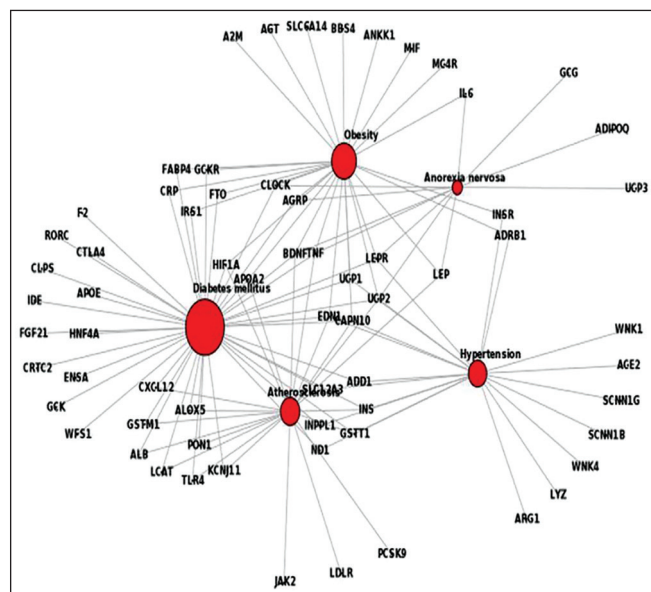 AGT
SLC6A14
BBS4
A2M
ANKK1
MIF
MC4R
GCG
IL6
ADIPOQ
Obesity
FABP4
GCKR
Anorexia nervosa
CRP
FTO
CLOCK
UCP3
AGRP
IRS1
F2
INSR
RORC
ADRB1
CTLA4
BDNF
TNF
LEPR
HIF1A
CLPS
LEP
APOA2
UCP1
Diabetes mellitus
APOE
IDE
UCP2
EDN1
CAPN10
FGF21
HNF4A
WNK1
Hypertension
CRTC2
ACE2
ENSA
ADD1
CXCL12
SLC12A3
Atherosclerosis
SCNN1G
GCK
ALOX5
INS
GSTM1
INPPL1
WFS1
GSTT1
SCNN1B
PON1
ND1
ALB
WNK4
LCAT
KCNJ11
TLR4
LYZ
ARG1
PCSK9
LDLR
JAK2